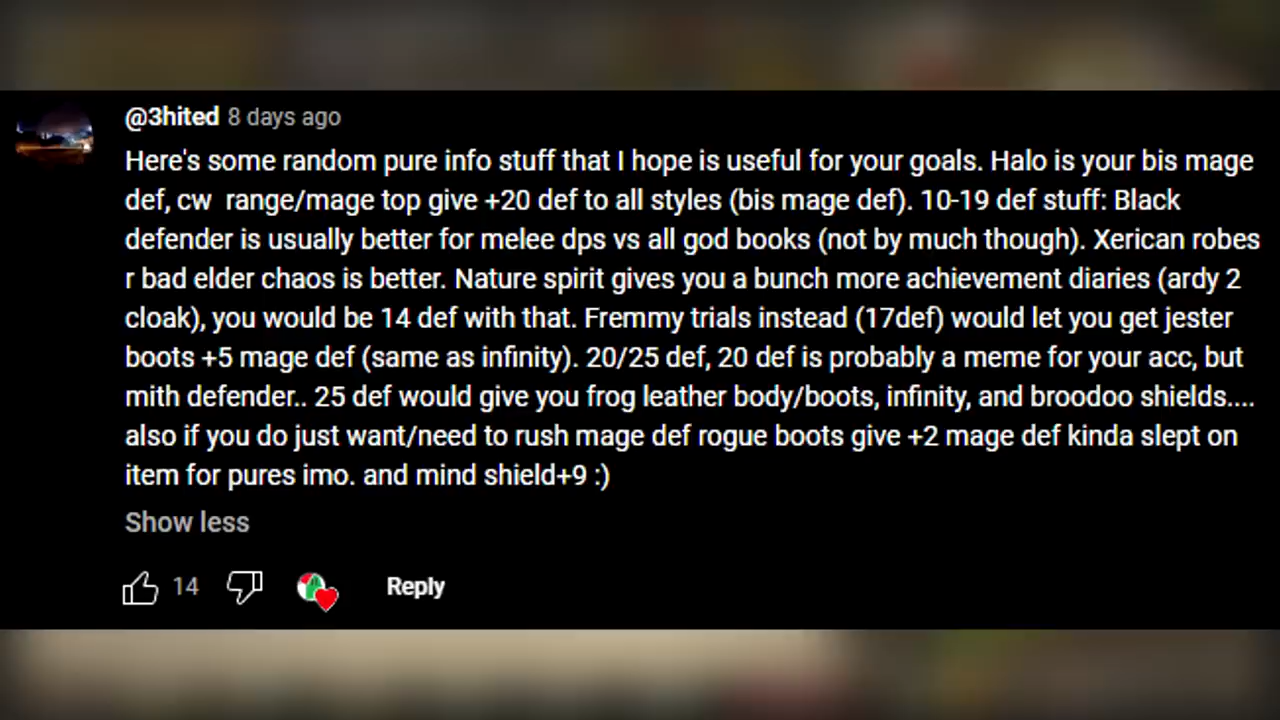 @3hited 8 days ago
Here's some random pure info stuff that I hope is useful for your goals. Halo is your bis mage
def, cw  range/mage top give +20 def to all styles (bis mage def). 10-19 def stuff: Black
defender is usually better for melee dps vs all god books (not by much though). Xerican robes
r bad elder chaos is better. Nature spirit gives you a bunch more achievement diaries (ardy 2
cloak), you would be 14 def with that. Fremmy trials instead (17def) would let you get jester
boots +5 mage def (same as infinity). 20/25 def, 20 def is probably a meme for your acc, but
mith defender.. 25 def would give you frog leather body/boots, infinity, and broodoo shields....
also if you do just want/need to rush mage def rogue boots give +2 mage def kinda slept on
item for pures imo. and mind shield+9 :)
Show less
14 Reply